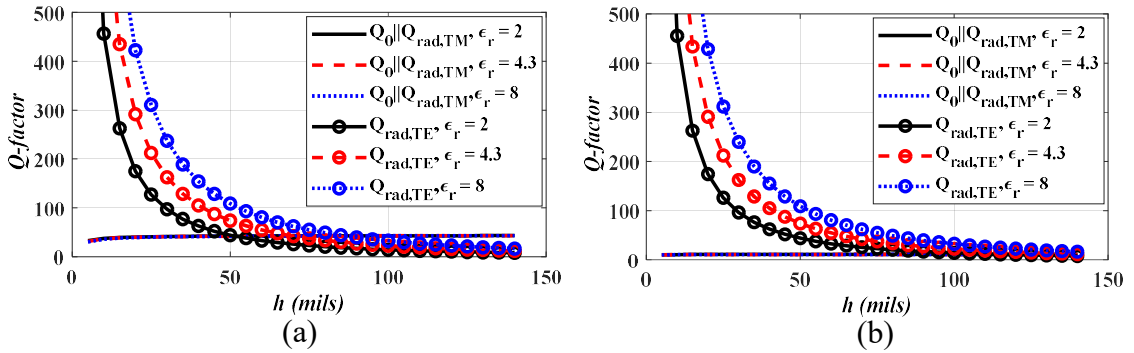 500
400
300
200
100
0
Q-factor
0
50
100
150
h (mils)
Q0||Qrad,TM, ϵr = 2
Q0||Qrad,TM, ϵr = 4.3
Q0||Qrad,TM,ϵr = 8
Qrad,TE, ϵr = 2
Qrad,TE, ϵr = 4.3
Qrad,TE,ϵr = 8
(a)
500
400
300
200
100
0
Q-factor
0
50
100
150
h (mils)
Q0||Qrad,TM, ϵr = 2
Q0||Qrad,TM, ϵr = 4.3
Q0||Qrad,TM,ϵr = 8
Qrad,TE, ϵr = 2
Qrad,TE, ϵr = 4.3
Qrad,TE,ϵr = 8
(b)